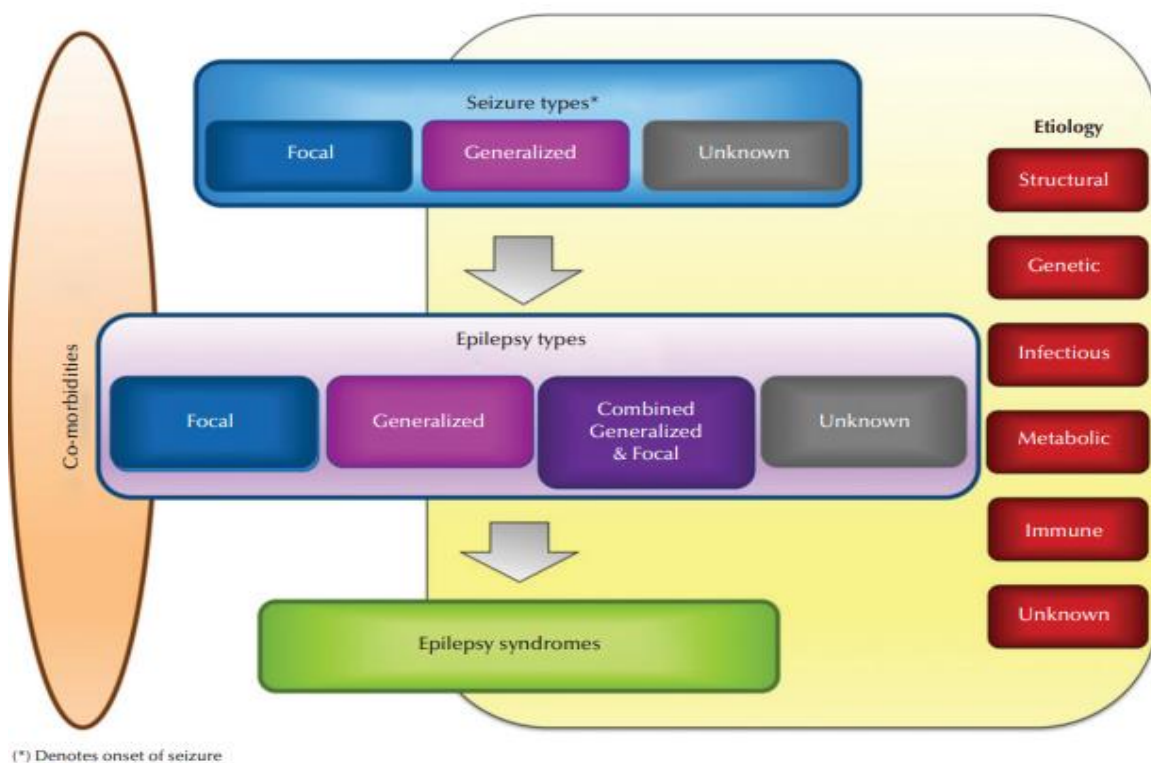 Seizure types*
Focal
Generalized
Unknown
Epilepsy types
Focal
Generalized
Combined
Generalized
& Focal
Unknown
Epilepsy syndromes
Co-morbidities
Etiology
Structural
Genetic
Infectious
Metabolic
Immune
Unknown
(*) Denotes onset of seizure